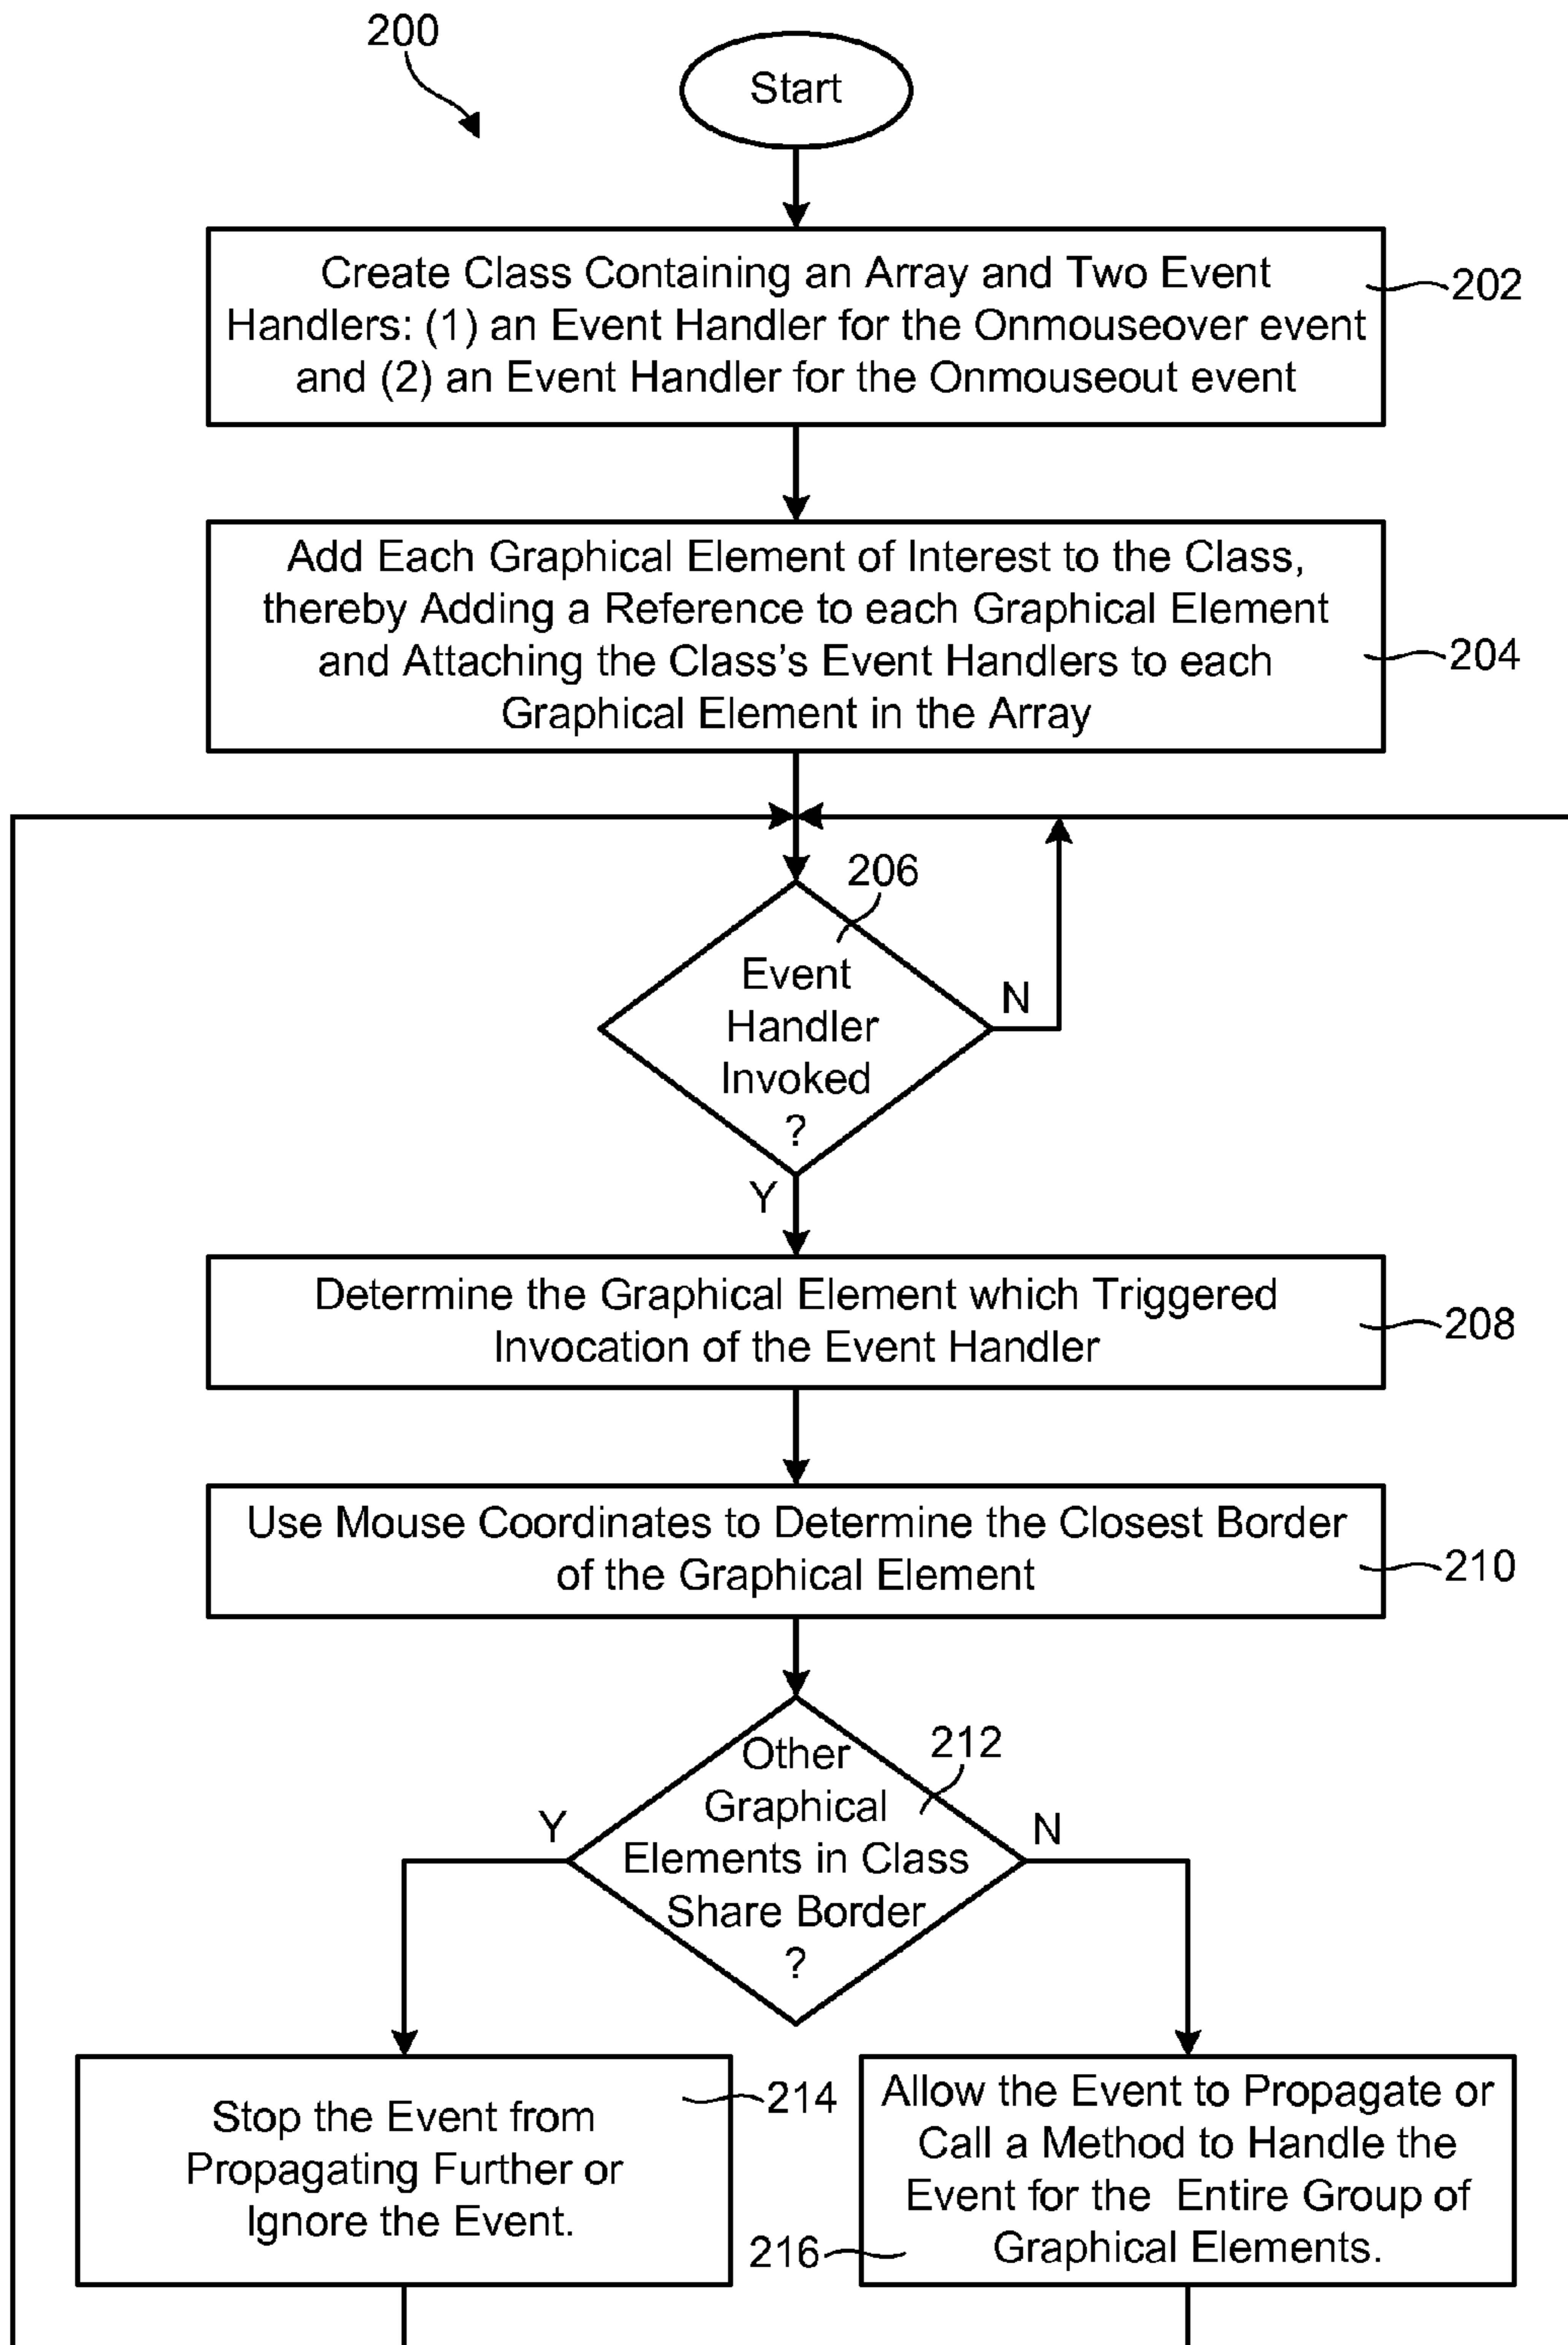 200
Start
Create Class Containing an Array and Two Event
Handlers: (1) an Event Handler for the Onmouseover event
and (2) an Event Handler for the Onmouseout event
202
Add Each Graphical Element of Interest to the Class,
thereby Adding a Reference to each Graphical Element
and Attaching the Class's Event Handlers to each
Graphical Element in the Array
204
206
Event
Handler
Invoked
?
N
Y
Determine the Graphical Element which Triggered
Invocation of the Event Handler
208
Use Mouse Coordinates to Determine the Closest Border
of the Graphical Element
210
212
Other
Graphical
Elements in Class
Share Border
?
Y
N
Stop the Event from
Propagating Further or
Ignore the Event.
214
Allow the Event to Propagate or
Call a Method to Handle the
Event for the Entire Group of
Graphical Elements.
216